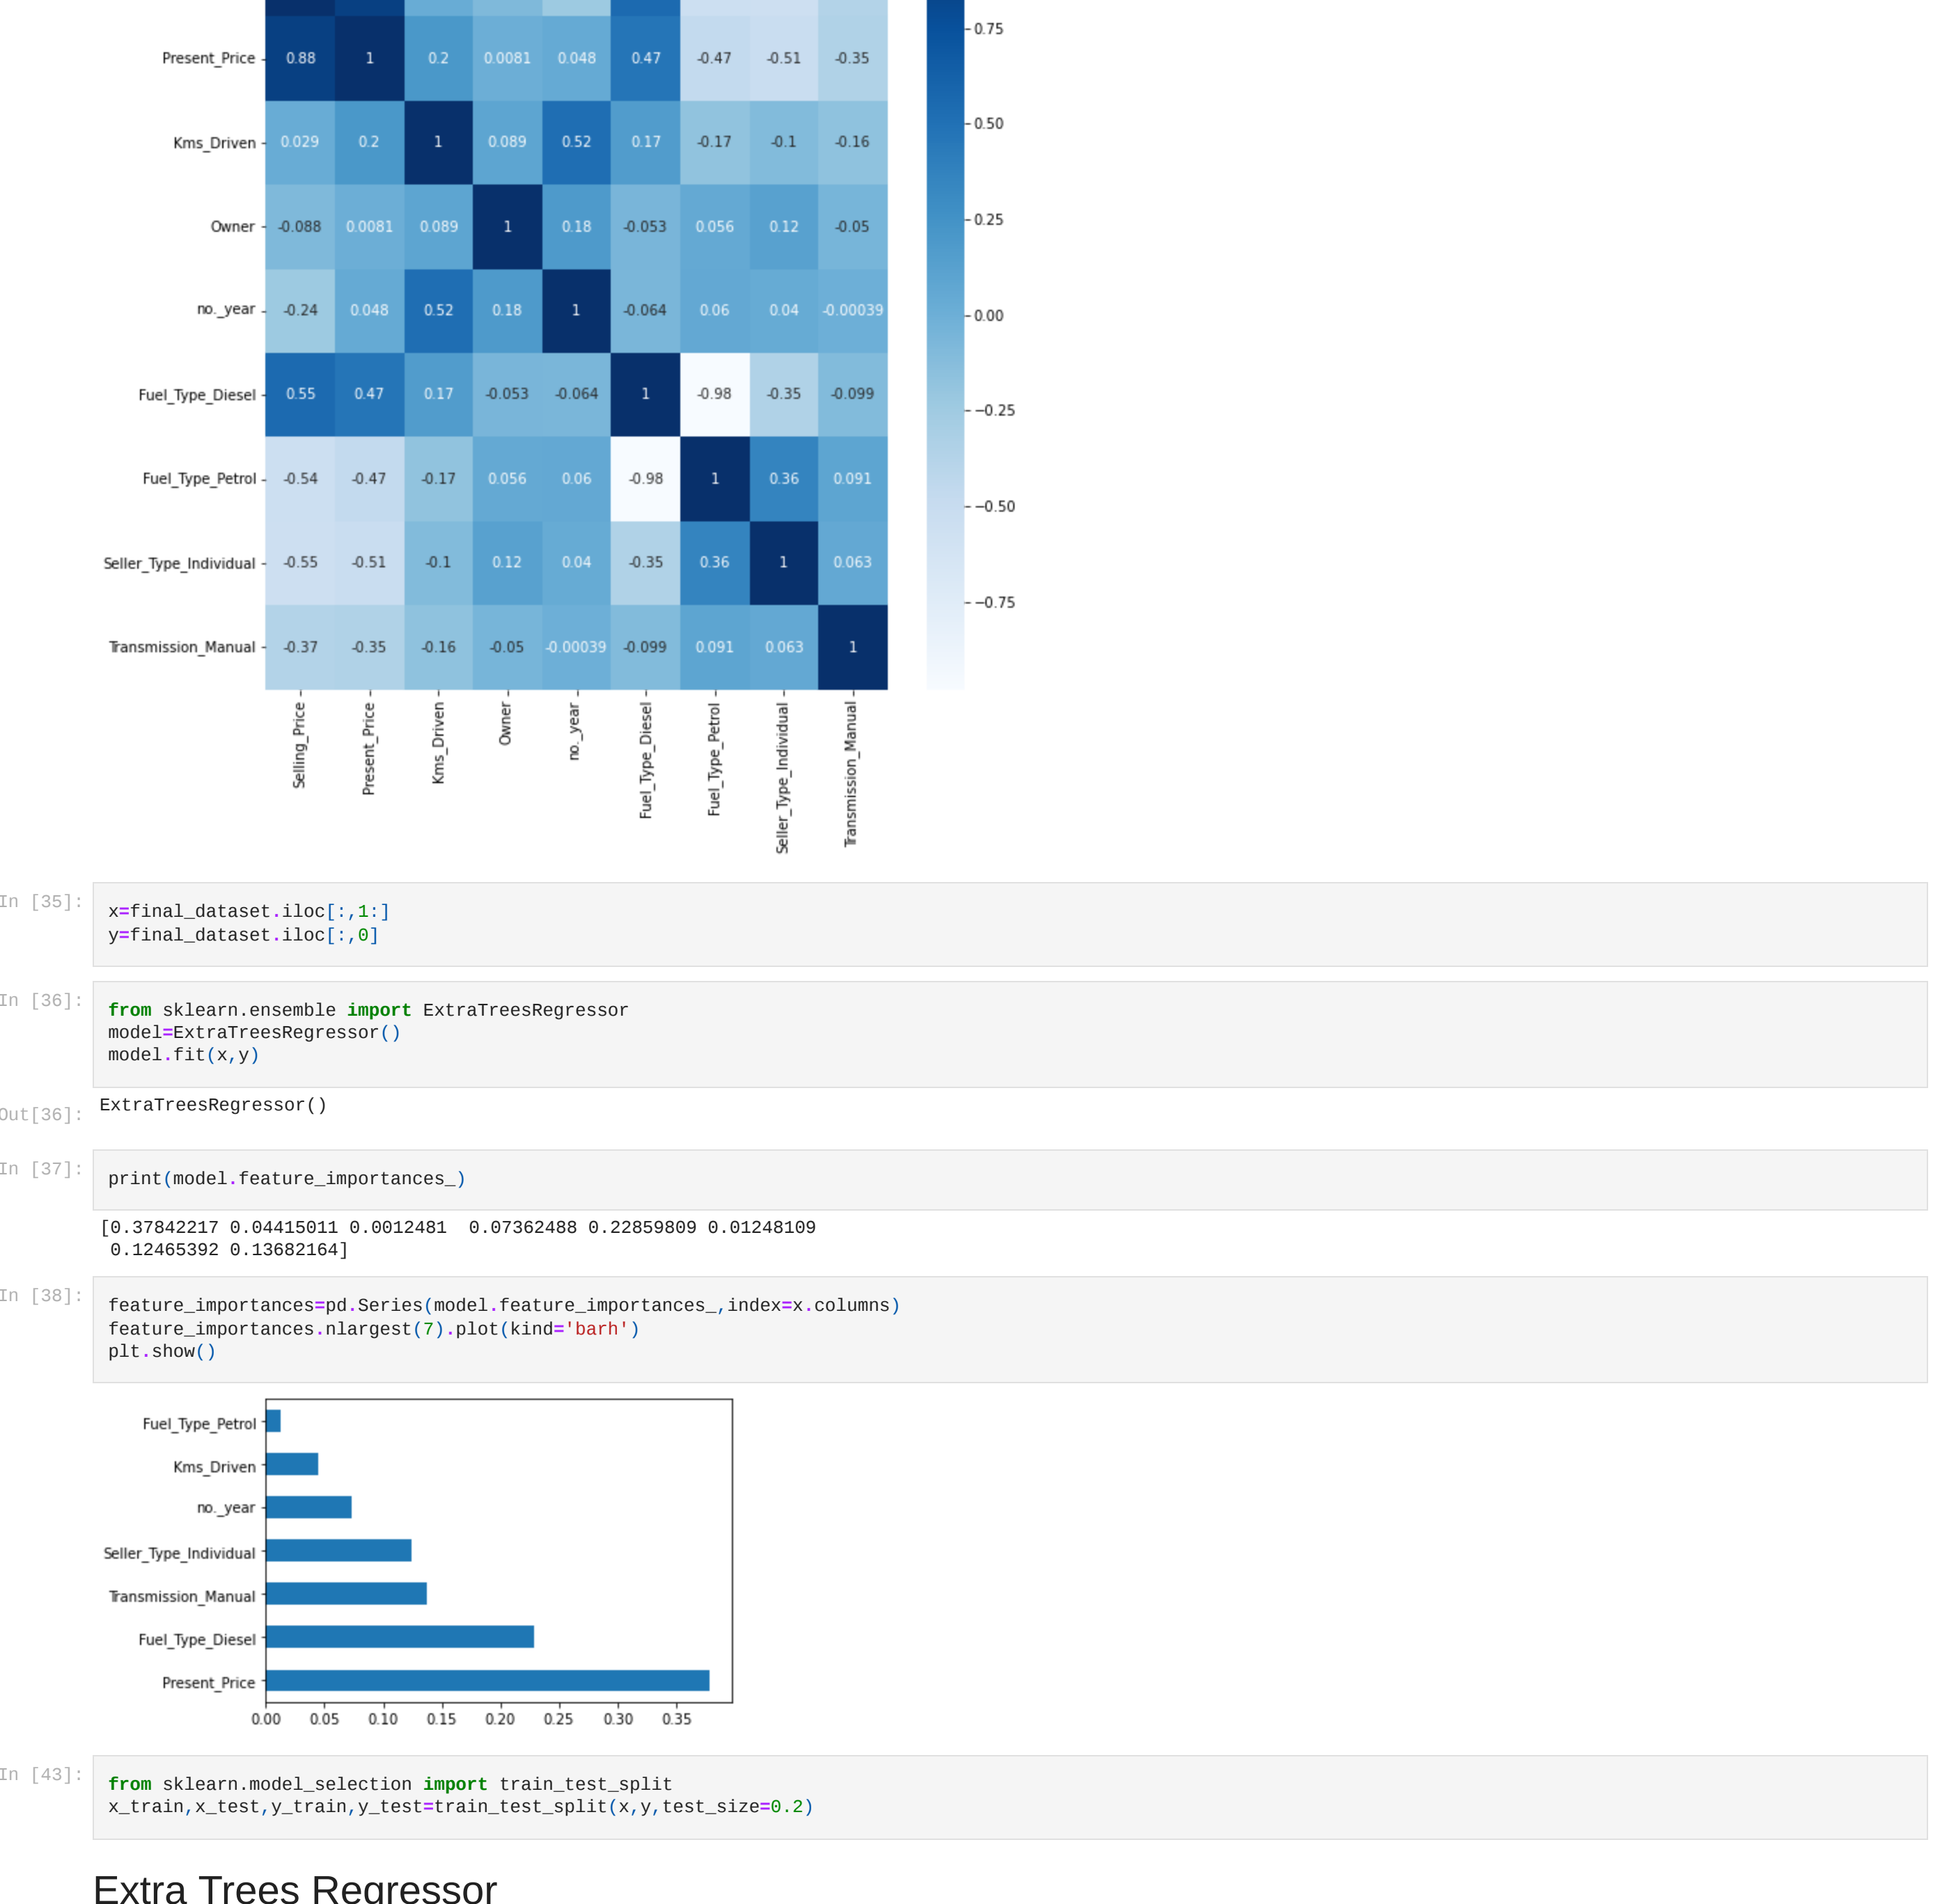 0.75
Present_Price 0.88 1 0.2 0.0081 0.048 0.47 -0.47 -0.51 -0.35
0.50
Kms_Driven 0.029 0.2 1 0.089 0.52 0.17 -0.17 -0.1 -0.16
0.25
Owner -0.088 0.0081 0.089 1 0.18 -0.053 0.056 0.12 -0.05
no._year -0.24 0.048 0.52 0.18 1 -0.064 0.06 0.04 -0.00039
0.00
Fuel_Type_Diesel 0.55 0.47 0.17 -0.053 -0.064 1 -0.98 -0.35 -0.099
−0.25
Fuel_Type_Petrol -0.54 -0.47 -0.17 0.056 0.06 -0.98 1 0.36 0.091
−0.50
Seller_Type_Individual -0.55 -0.51 -0.1 0.12 0.04 -0.35 0.36 1 0.063
−0.75
Transmission_Manual -0.37 -0.35 -0.16 -0.05 -0.00039 -0.099 0.091 0.063 1
Selling_Price
Present_Price
Kms_Driven
Owner
no._year
Fuel_Type_Diesel
Fuel_Type_Petrol
Seller_Type_Individual
Transmission_Manual
In [35]:
x=final_dataset.iloc[:,1:]
y=final_dataset.iloc[:,0]
In [36]:
from sklearn.ensemble import ExtraTreesRegressor
model=ExtraTreesRegressor()
model.fit(x,y)
Out[36]:
ExtraTreesRegressor()
In [37]:
print(model.feature_importances_)
[0.37842217 0.04415011 0.0012481  0.07362488 0.22859809 0.01248109
 0.12465392 0.13682164]
In [38]:
feature_importances=pd.Series(model.feature_importances_,index=x.columns)
feature_importances.nlargest(7).plot(kind='barh')
plt.show()
Fuel_Type_Petrol
Kms_Driven
no._year
Seller_Type_Individual
Transmission_Manual
Fuel_Type_Diesel
Present_Price
0.00 0.05 0.10 0.15 0.20 0.25 0.30 0.35
In [43]:
from sklearn.model_selection import train_test_split
x_train,x_test,y_train,y_test=train_test_split(x,y,test_size=0.2)
Extra Trees Regressor